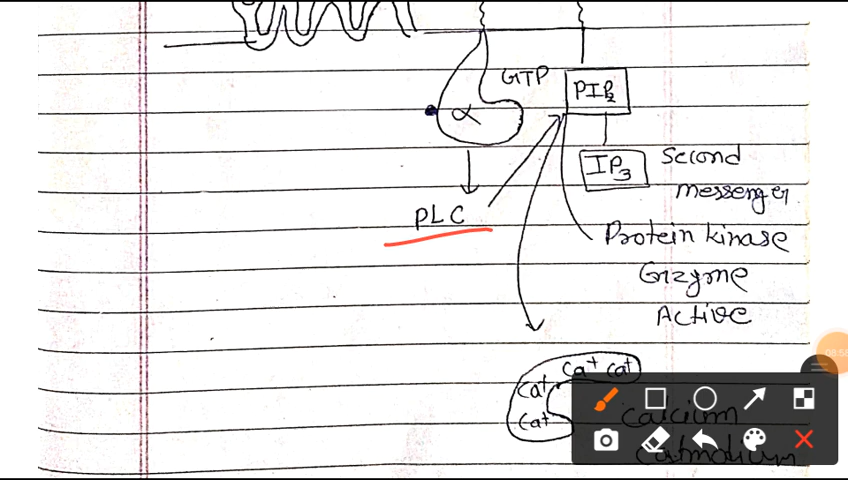 GTP
PIP2
α
IP3
Second
messenger
PLC
Protein kinase
Enzyme
Active
Ca+ Ca+
Ca+
Ca+
Calcium